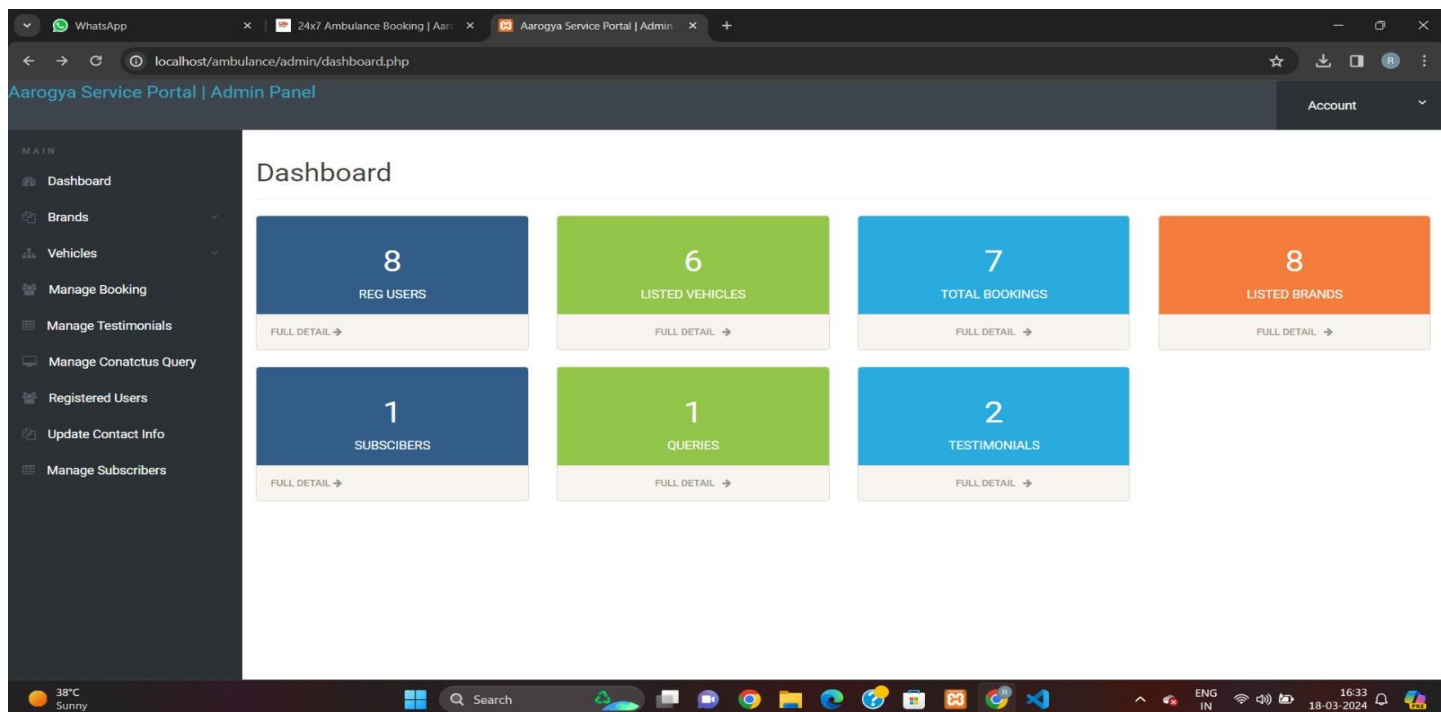 WhatsApp
24x7 Ambulance Booking | Aar
Aarogya Service Portal | Admin
localhost/ambulance/admin/dashboard.php
R
Aarogya Service Portal | Admin Panel
Account
MAIN
Dashboard
Brands
Vehicles
Manage Booking
Manage Testimonials
Manage Conatctus Query
Registered Users
Update Contact Info
Manage Subscribers
Dashboard
8
REG USERS
FULL DETAIL
6
LISTED VEHICLES
FULL DETAIL
7
TOTAL BOOKINGS
FULL DETAIL
8
LISTED BRANDS
FULL DETAIL
1
SUBSCIBERS
FULL DETAIL
1
QUERIES
FULL DETAIL
2
TESTIMONIALS
FULL DETAIL
38°C
Sunny
Search
ENG
IN
16:33
18-03-2024
PRE